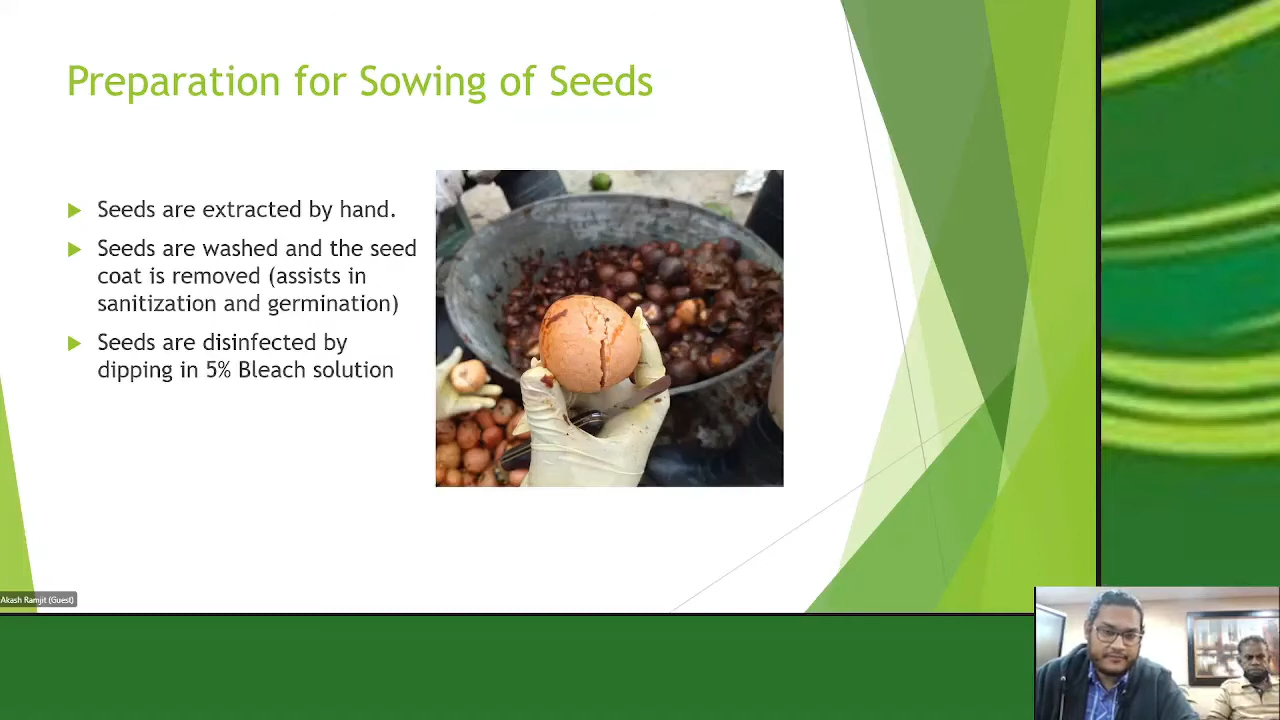 Preparation for Sowing of Seeds
Seeds are extracted by hand.
Seeds are washed and the seed
coat is removed (assists in
sanitization and germination)
Seeds are disinfected by
dipping in 5% Bleach solution
Akash Ramjit (Guest)